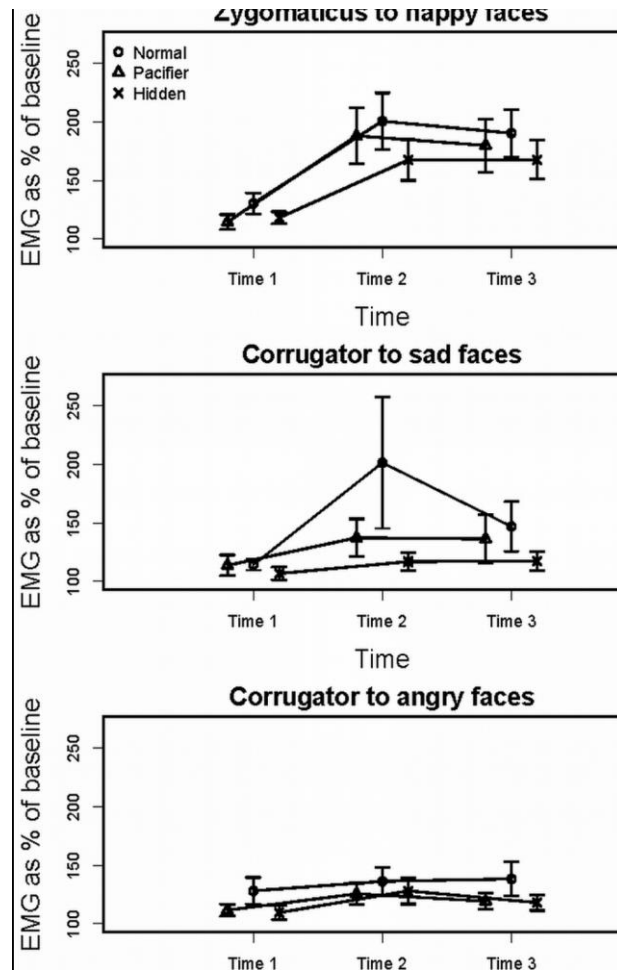 Zygomaticus to happy faces
EMG as % of baseline
250
200
150
100
Normal
Pacifier
Hidden
Time 1 Time 2 Time 3
Time
Corrugator to sad faces
EMG as % of baseline
250
200
150
100
Time 1 Time 2 Time 3
Time
Corrugator to angry faces
EMG as % of baseline
250
200
150
100
Time 1 Time 2 Time 3